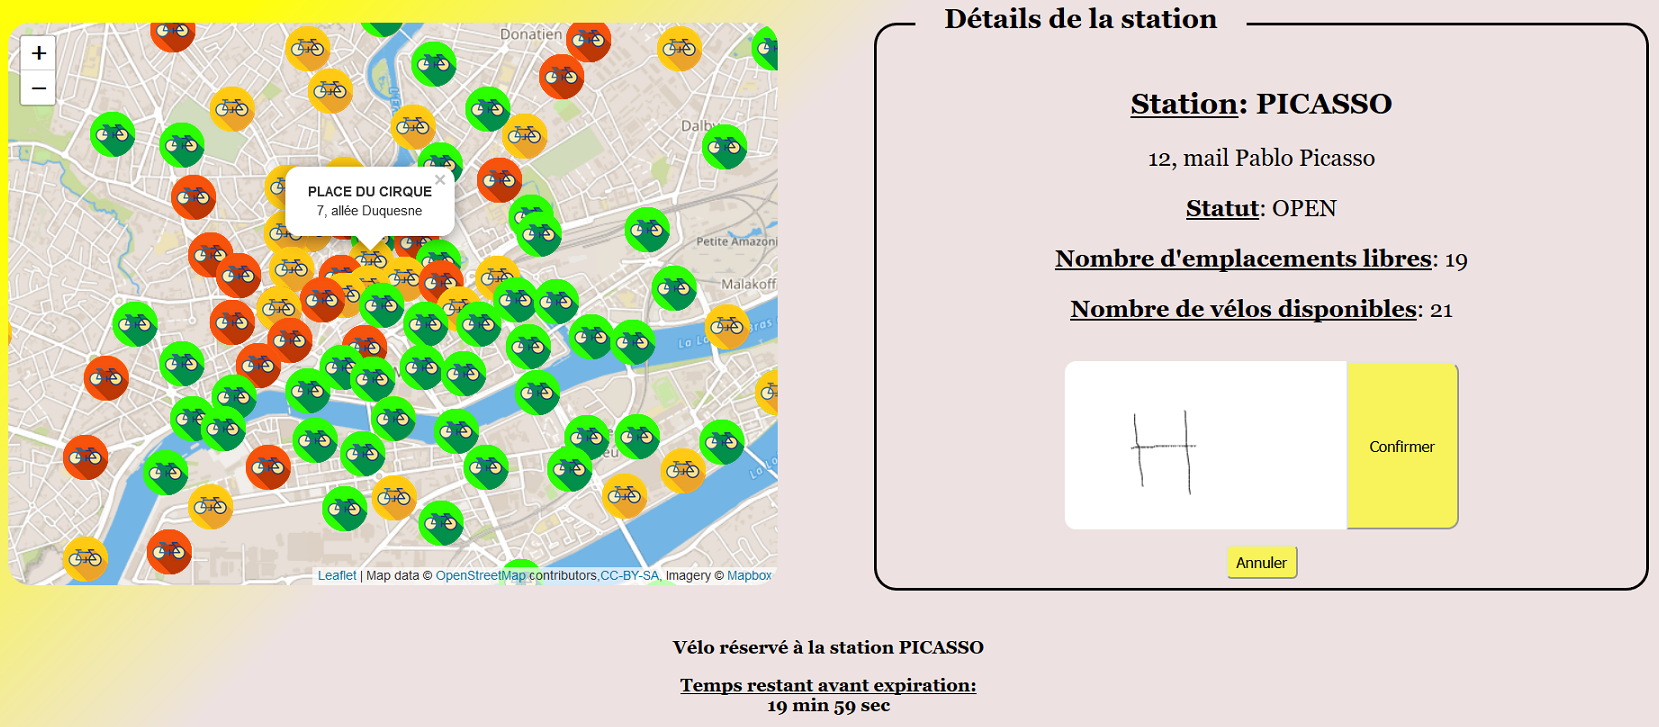 +
−
Donatien
Dalby
PLACE DU CIRQUE
×
7, allée Duquesne
Petite Amazoni
Malakoff
La Lo
Leaflet | Map data © OpenStreetMap contributors,CC-BY-SA, Imagery © Mapbox
Détails de la station
Station: PICASSO
12, mail Pablo Picasso
Statut: OPEN
Nombre d'emplacements libres: 19
Nombre de vélos disponibles: 21
H
Confirmer
Annuler
Vélo réservé à la station PICASSO
Temps restant avant expiration:
19 min 59 sec